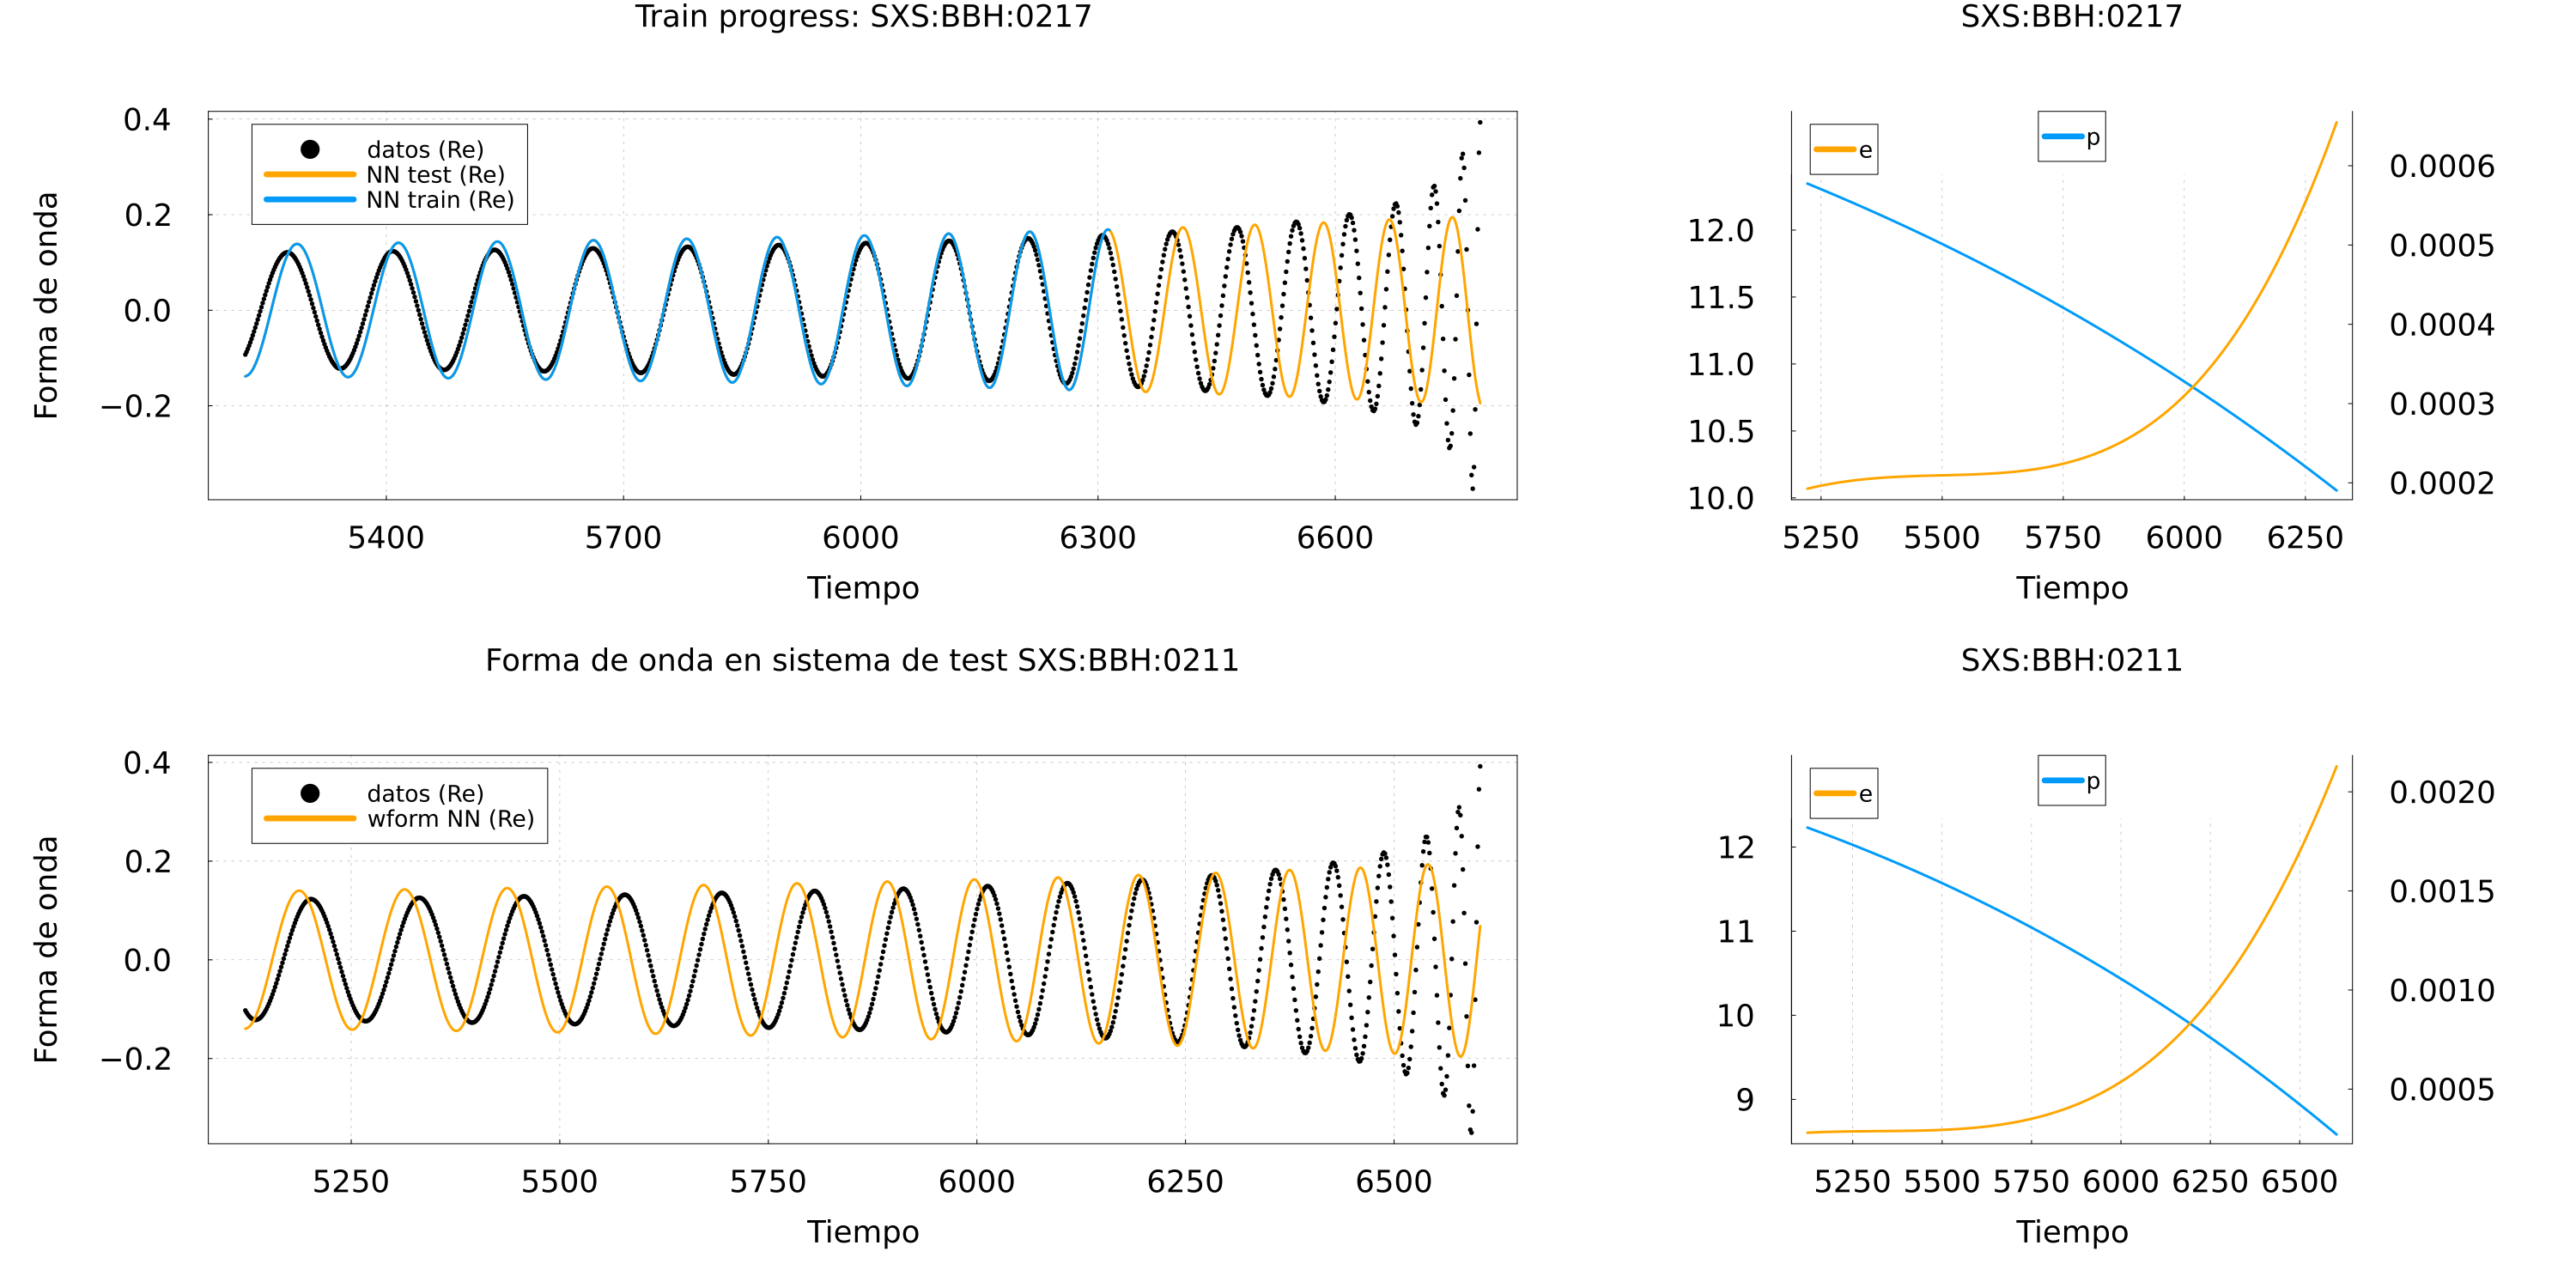 Train progress: SXS:BBH:0217
0.4
0.2
0.0
−0.2
Forma de onda
datos (Re)
NN test (Re)
NN train (Re)
5400 5700 6000 6300 6600
Tiempo
SXS:BBH:0217
e
p
12.0
11.5
11.0
10.5
10.0
0.0006
0.0005
0.0004
0.0003
0.0002
5250 5500 5750 6000 6250
Tiempo
Forma de onda en sistema de test SXS:BBH:0211
0.4
0.2
0.0
−0.2
Forma de onda
datos (Re)
wform NN (Re)
5250 5500 5750 6000 6250 6500
Tiempo
SXS:BBH:0211
e
p
12
11
10
9
0.0020
0.0015
0.0010
0.0005
5250 5500 5750 6000 6250 6500
Tiempo